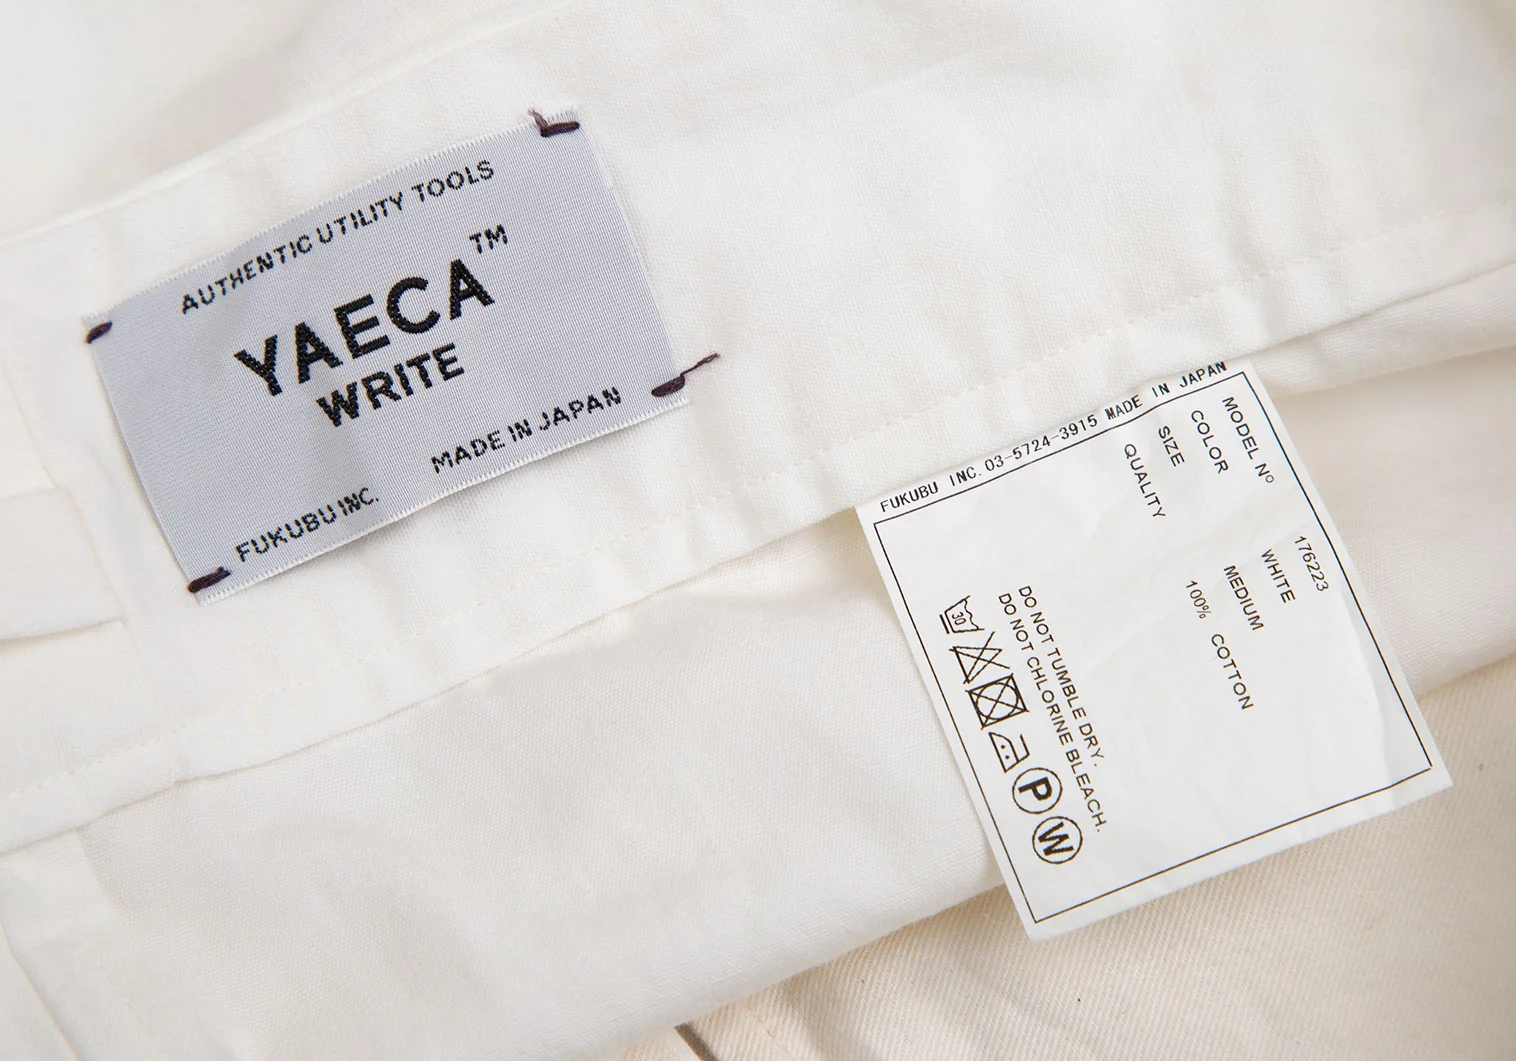 AUTHENTIC UTILITY TOOLS
YAECA™
WRITE
MADE IN JAPAN
FUKUBU INC.
FUKUBU INC. 03-5724-3915 MADE IN JAPAN
MODEL Nº 176223
COLOR WHITE
SIZE MEDIUM
QUALITY 100% COTTON
DO NOT TUMBLE DRY.
DO NOT CHLORINE BLEACH.
30 P W